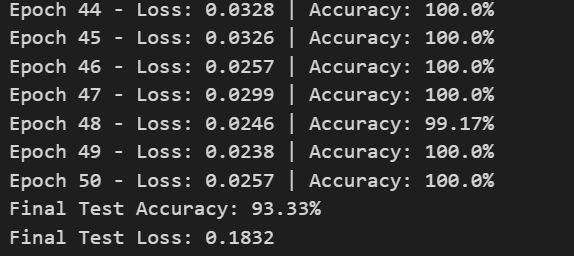 Epoch 44 - Loss: 0.0328 | Accuracy: 100.0%
Epoch 45 - Loss: 0.0326 | Accuracy: 100.0%
Epoch 46 - Loss: 0.0257 | Accuracy: 100.0%
Epoch 47 - Loss: 0.0299 | Accuracy: 100.0%
Epoch 48 - Loss: 0.0246 | Accuracy: 99.17%
Epoch 49 - Loss: 0.0238 | Accuracy: 100.0%
Epoch 50 - Loss: 0.0257 | Accuracy: 100.0%
Final Test Accuracy: 93.33%
Final Test Loss: 0.1832